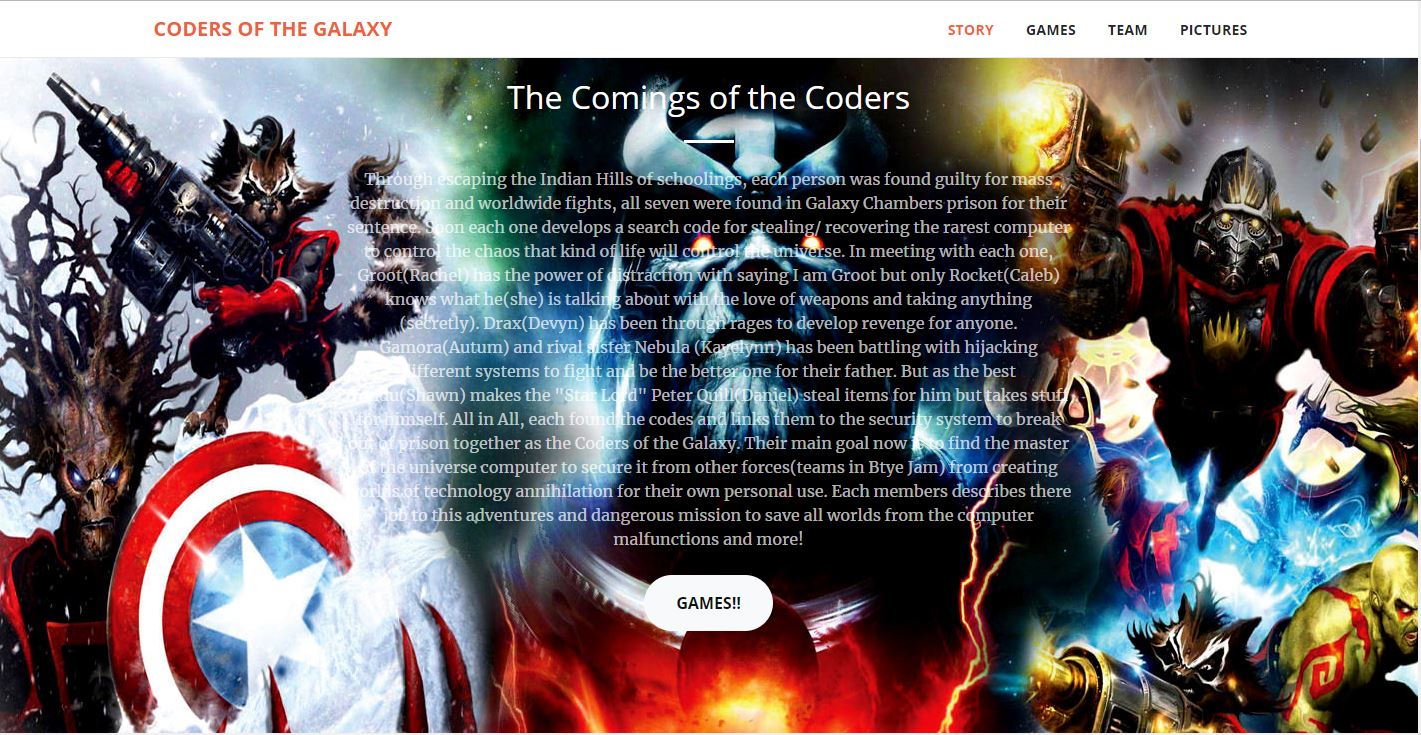 CODERS OF THE GALAXY
STORY GAMES TEAM PICTURES
The Comings of the Coders
Through escaping the Indian Hills of schoolings, each person was found guilty for mass
destruction and worldwide fights, all seven were found in Galaxy Chambers prison for their
sentence. Soon each one develops a search code for stealing/ recovering the rarest computer
to control the chaos that kind of life will control the universe. In meeting with each one,
Groot(Rachel) has the power of distraction with saying I am Groot but only Rocket(Caleb)
knows what he(she) is talking about with the love of weapons and taking anything
(secretly). Drax(Devyn) has been through rages to develop revenge for anyone.
Gamora(Autum) and rival sister Nebula (Kayelynn) has been battling with hijacking
different systems to fight and be the better one for their father. But as the best
makes the "Star Lord" Peter Quill(Daniel) steal items for him but takes stuff
for himself. All in All, each found the codes and links them to the security system to break
out of prison together as the Coders of the Galaxy. Their main goal now is to find the master
of the universe computer to secure it from other forces(teams in Btye Jam) from creating
of technology annihilation for their own personal use. Each members describes there
job to this adventures and dangerous mission to save all worlds from the computer
malfunctions and more!
GAMES!!